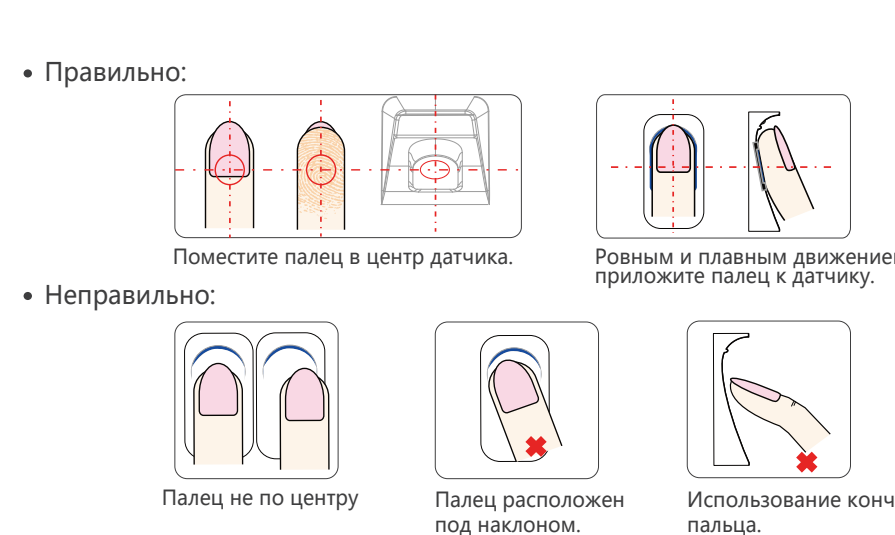 • Правильно:
Поместите палец в центр датчика.
Ровным и плавным движением
приложите палец к датчику.
• Неправильно:
Палец не по центру
Палец расположен
под наклоном.
Использование конч
пальца.